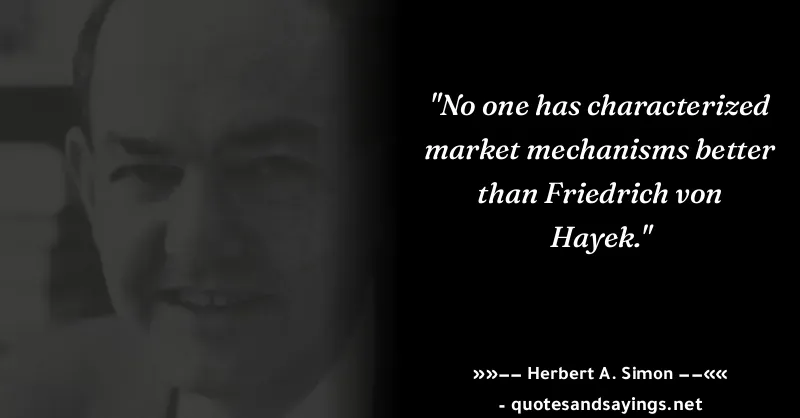 "No one has characterized
market mechanisms better
than Friedrich von
Hayek."
»»–– Herbert A. Simon ––««
- quotesandsayings.net